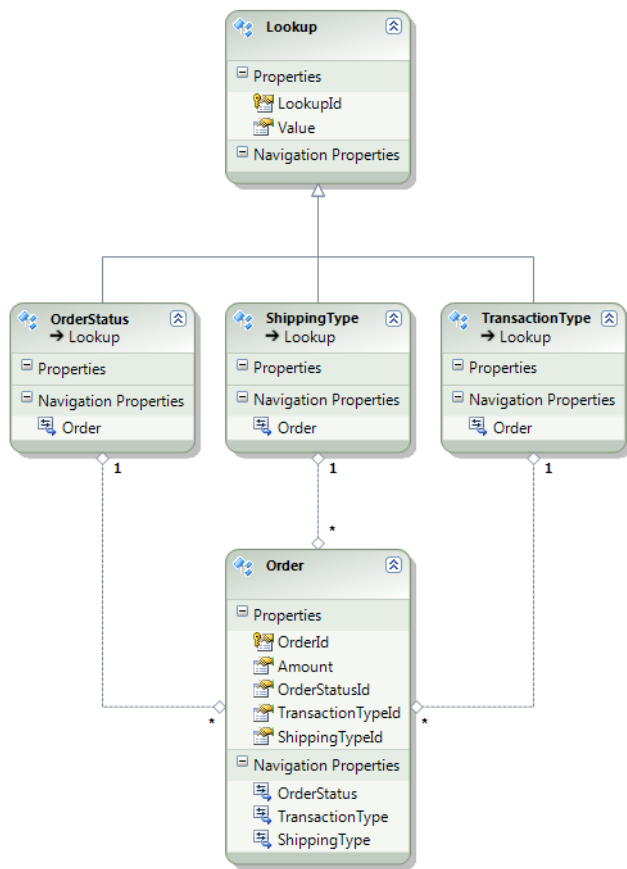 Lookup
Properties
LookupId
Value
Navigation Properties
OrderStatus
➔ Lookup
Properties
Navigation Properties
Order
ShippingType
➔ Lookup
Properties
Navigation Properties
Order
TransactionType
➔ Lookup
Properties
Navigation Properties
Order
1
1
1
*
Order
Properties
OrderId
Amount
OrderStatusId
TransactionTypeId
ShippingTypeId
*
*
Navigation Properties
OrderStatus
TransactionType
ShippingType